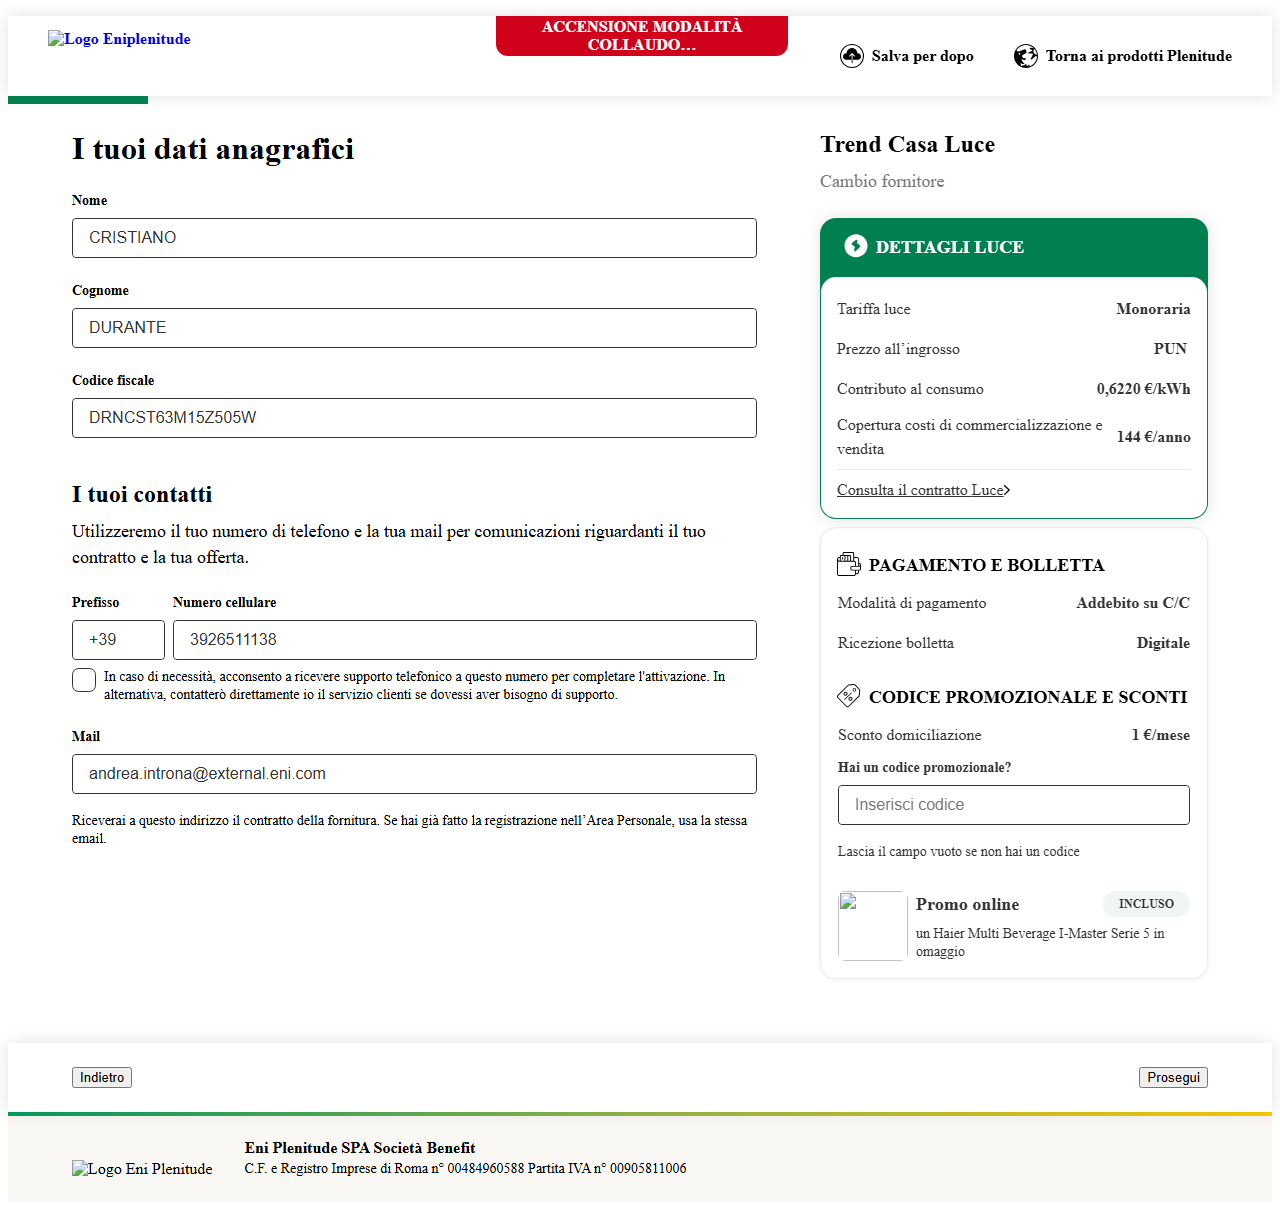 Logo Eniplenitude
ACCENSIONE MODALITÀ
COLLAUDO...
Salva per dopo
Torna ai prodotti Plenitude
I tuoi dati anagrafici
Nome
CRISTIANO
Cognome
DURANTE
Codice fiscale
DRNCST63M15Z505W
I tuoi contatti
Utilizzeremo il tuo numero di telefono e la tua mail per comunicazioni riguardanti il tuo
contratto e la tua offerta.
Prefisso
Numero cellulare
+39
3926511138
In caso di necessità, acconsento a ricevere supporto telefonico a questo numero per completare l'attivazione. In
alternativa, contatterò direttamente io il servizio clienti se dovessi aver bisogno di supporto.
Mail
andrea.introna@external.eni.com
Riceverai a questo indirizzo il contratto della fornitura. Se hai già fatto la registrazione nell’Area Personale, usa la stessa
email.
Trend Casa Luce
Cambio fornitore
DETTAGLI LUCE
Tariffa luce
Monoraria
Prezzo all’ingrosso
PUN
Contributo al consumo
0,6220 €/kWh
Copertura costi di commercializzazione e
vendita
144 €/anno
Consulta il contratto Luce
PAGAMENTO E BOLLETTA
Modalità di pagamento
Addebito su C/C
Ricezione bolletta
Digitale
CODICE PROMOZIONALE E SCONTI
Sconto domiciliazione
1 €/mese
Hai un codice promozionale?
Inserisci codice
Lascia il campo vuoto se non hai un codice
Promo online
INCLUSO
un Haier Multi Beverage I-Master Serie 5 in
omaggio
Indietro
Prosegui
Logo Eni Plenitude
Eni Plenitude SPA Società Benefit
C.F. e Registro Imprese di Roma n° 00484960588 Partita IVA n° 00905811006